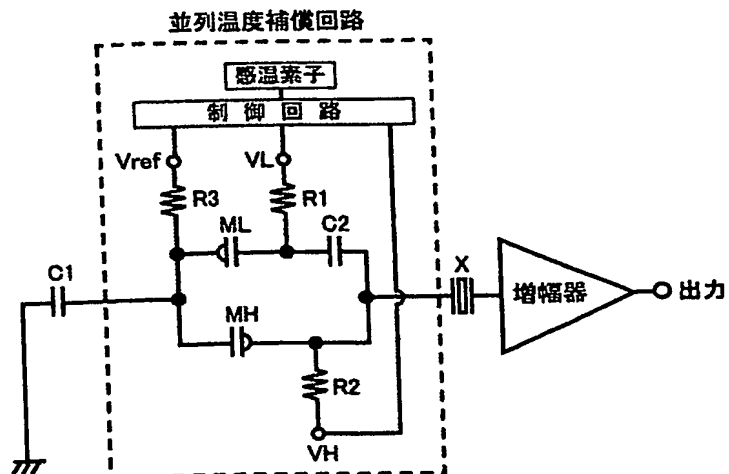 並列温度補償回路
感温素子
制御回路
Vref
VL
R3
R1
ML
C2
C1
X
増幅器
出力
MH
R2
VH